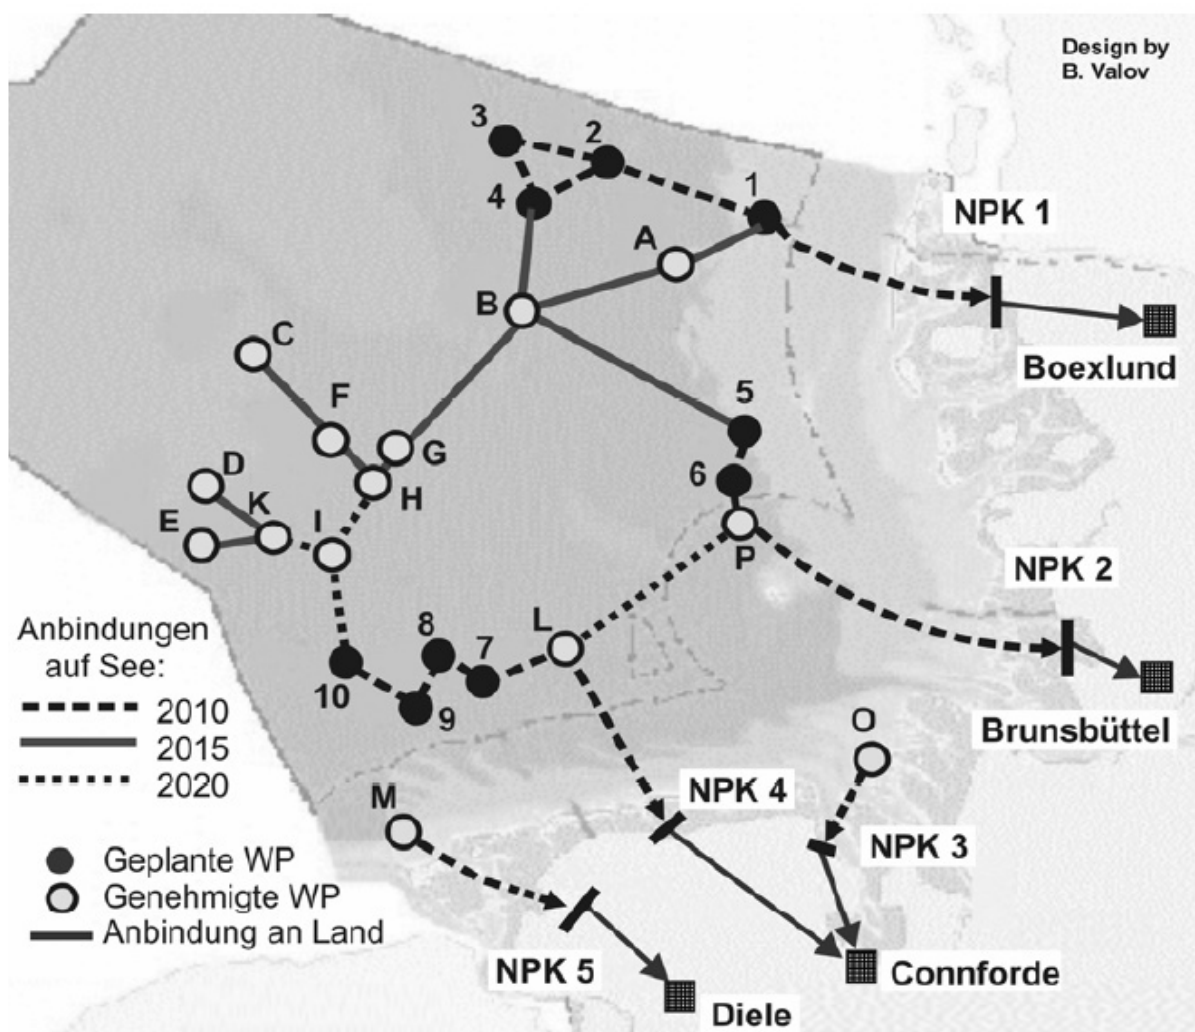 Design by
B. Valov
3
2
1
4
NPK 1
A
B
Boexlund
C
F
5
G
D
6
H
K
I
E
P
NPK 2
L
8
7
10
9
Brunsbüttel
Anbindungen
auf See:
2010
2015
2020
O
M
NPK 4
NPK 3
Geplante WP
Genehmigte WP
Anbindung an Land
NPK 5
Connforde
Diele